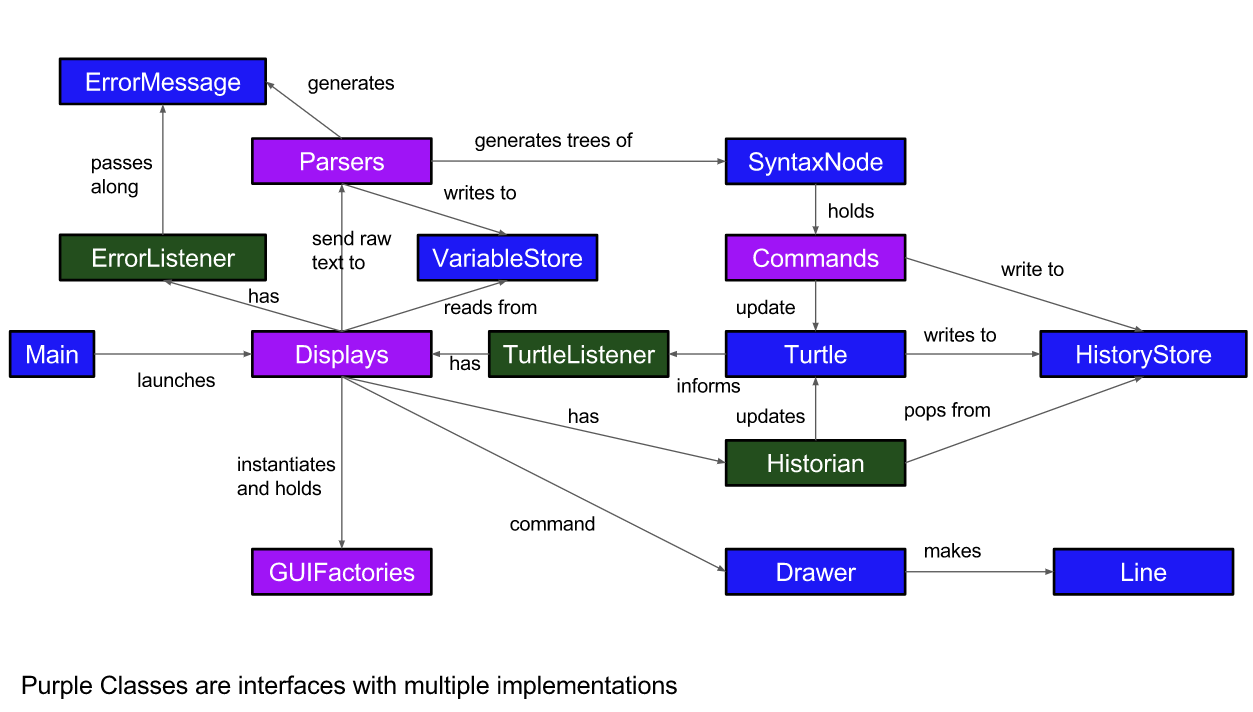 ErrorMessage
generates
Parsers
generates trees of
SyntaxNode
passes
along
writes to
holds
ErrorListener
send raw
text to
VariableStore
Commands
write to
has
reads from
update
Main
launches
Displays
has
TurtleListener
informs
Turtle
writes to
HistoryStore
has
updates
pops from
Historian
instantiates
and holds
command
GUIFactories
Drawer
makes
Line
Purple Classes are interfaces with multiple implementations